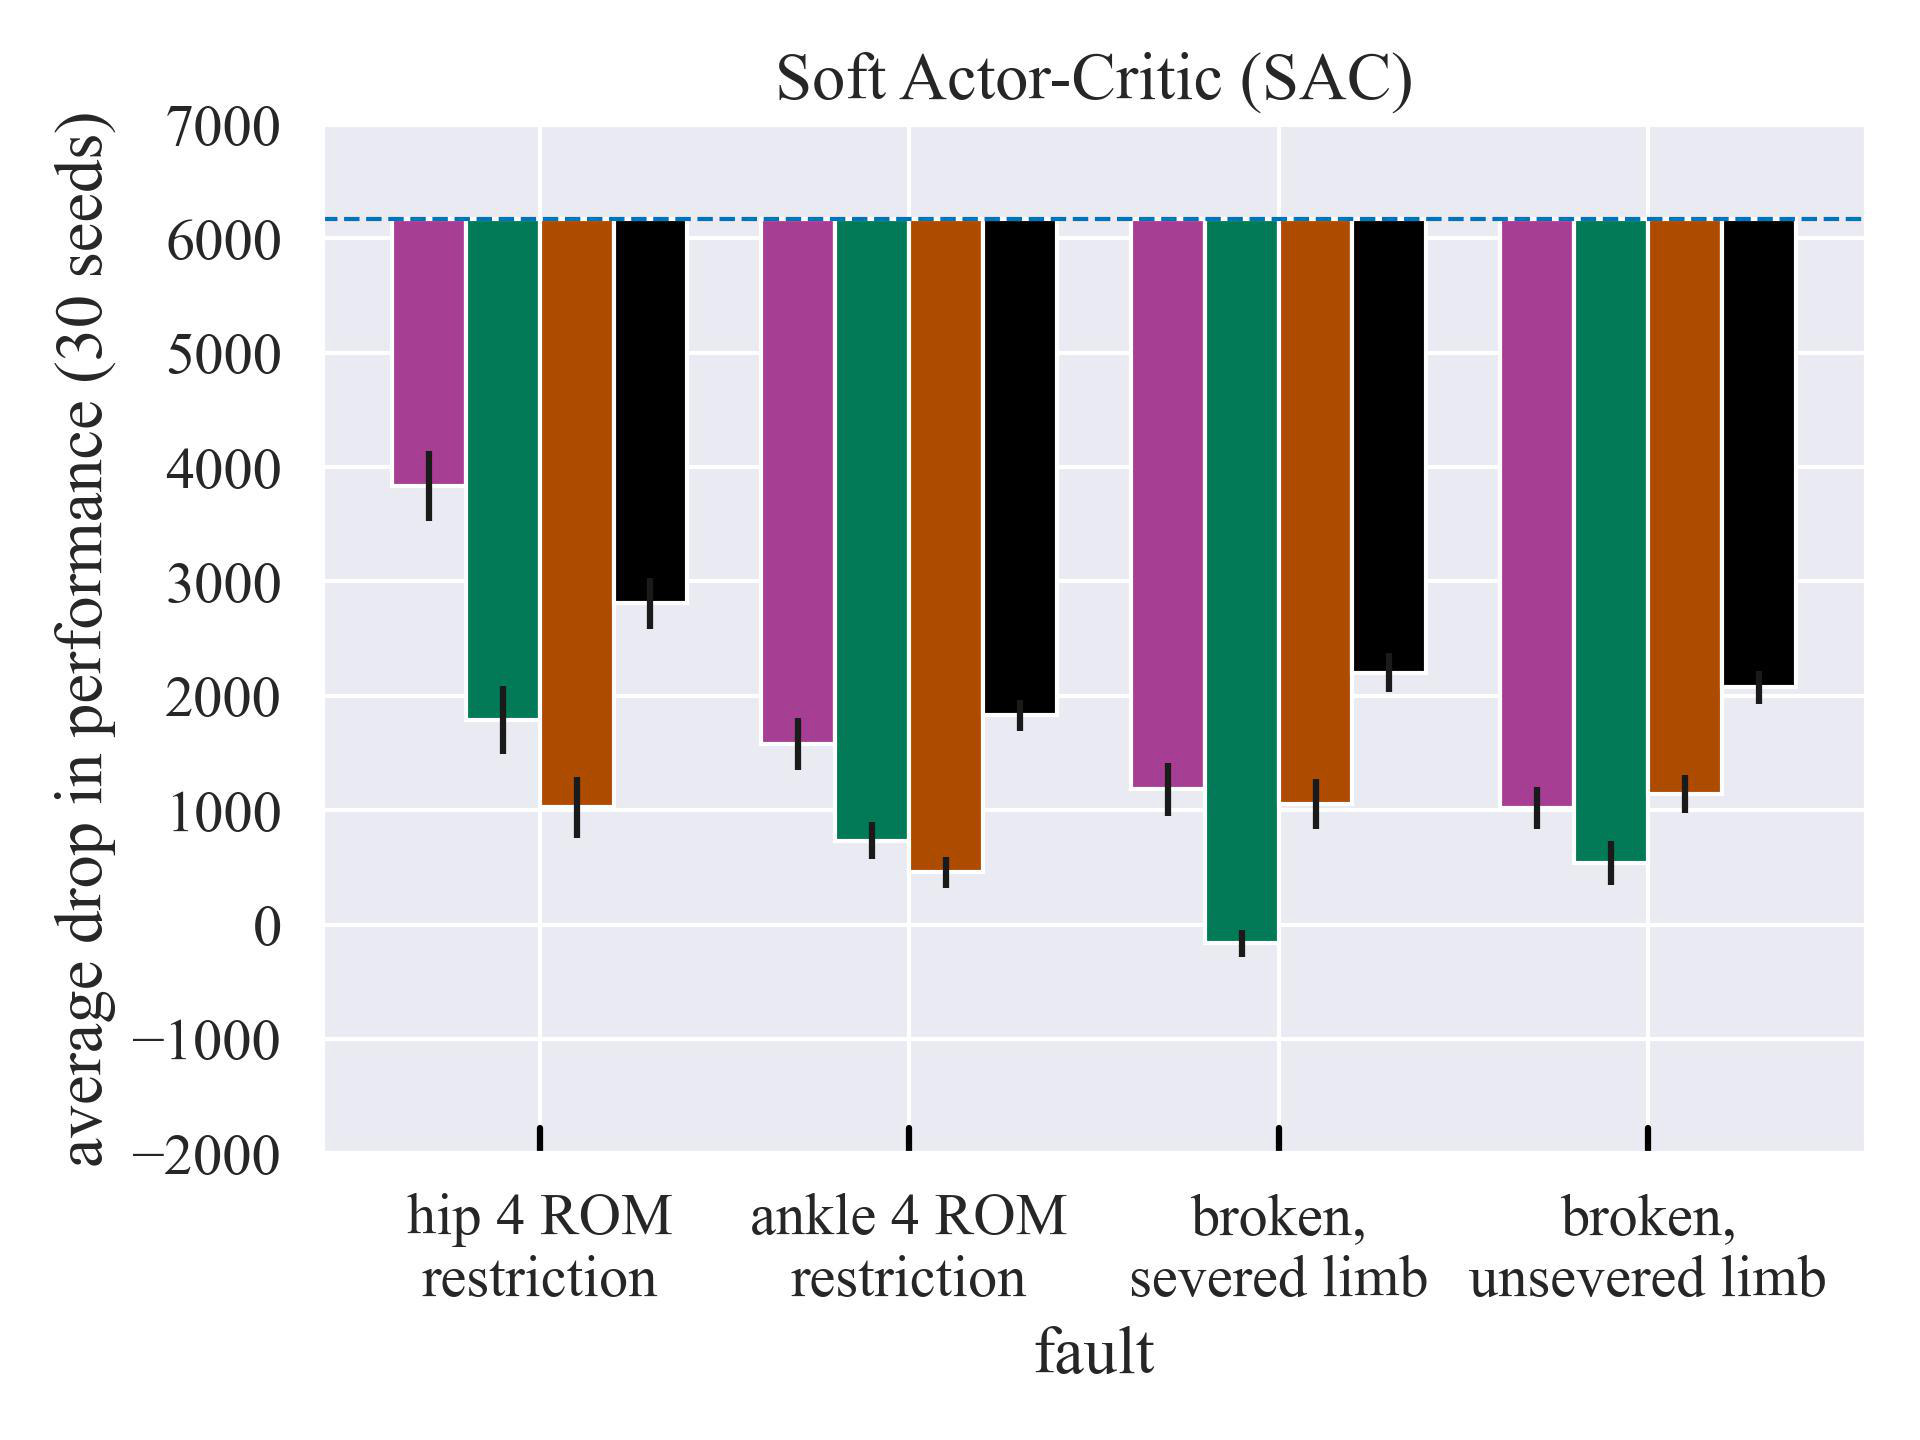 Soft Actor-Critic (SAC)
average drop in performance (30 seeds)
7000
6000
5000
4000
3000
2000
1000
0
−1000
−2000
hip 4 ROM
restriction
ankle 4 ROM
restriction
broken,
severed limb
broken,
unsevered limb
fault